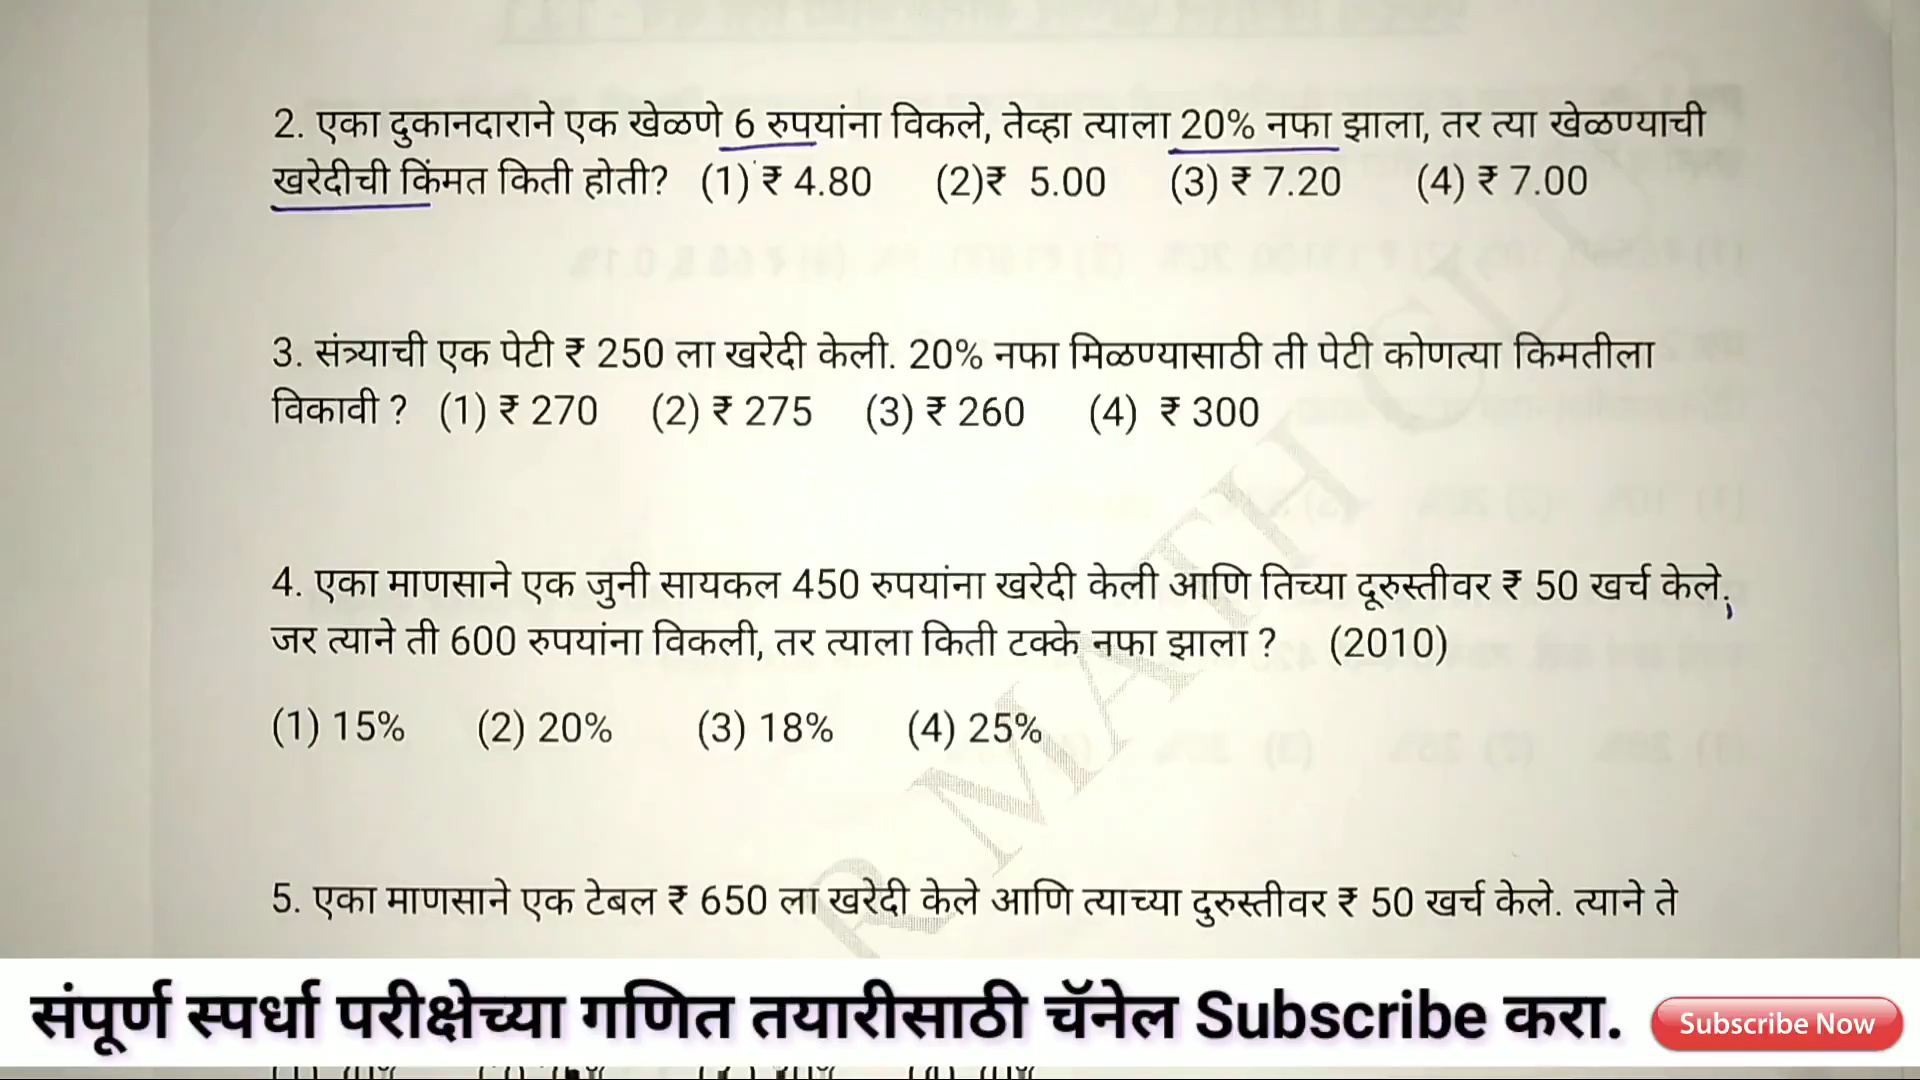 2. एका दुकानदाराने एक खेळणे 6 रुपयांना विकले, तेव्हा त्याला 20% नफा झाला, तर त्या खेळण्याची
खरेदीची किंमत किती होती? (1) ₹ 4.80 (2)₹ 5.00 (3) ₹ 7.20 (4) ₹ 7.00
3. संत्र्याची एक पेटी ₹ 250 ला खरेदी केली. 20% नफा मिळण्यासाठी ती पेटी कोणत्या किमतीला
विकावी ? (1) ₹ 270 (2) ₹ 275 (3) ₹ 260 (4) ₹ 300
4. एका माणसाने एक जुनी सायकल 450 रुपयांना खरेदी केली आणि तिच्या दूरुस्तीवर ₹ 50 खर्च केले,
जर त्याने ती 600 रुपयांना विकली, तर त्याला किती टक्के नफा झाला ? (2010)
(1) 15% (2) 20% (3) 18% (4) 25%
R MATH CL
5. एका माणसाने एक टेबल ₹ 650 ला खरेदी केले आणि त्याच्या दुरुस्तीवर ₹ 50 खर्च केले. त्याने ते
संपूर्ण स्पर्धा परीक्षेच्या गणित तयारीसाठी चॅनेल Subscribe करा.
Subscribe Now